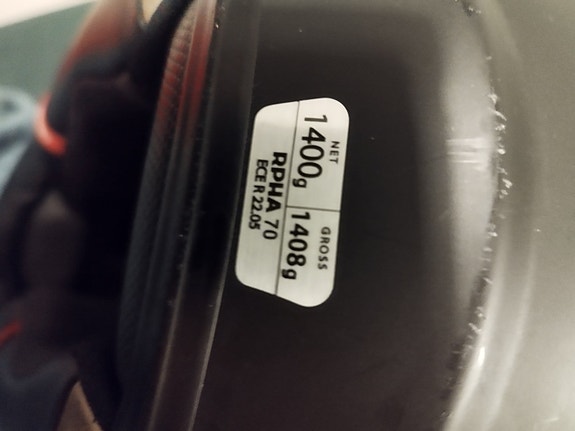 NET
1400g
GROSS
1408g
RPHA 70
ECE R 22.05